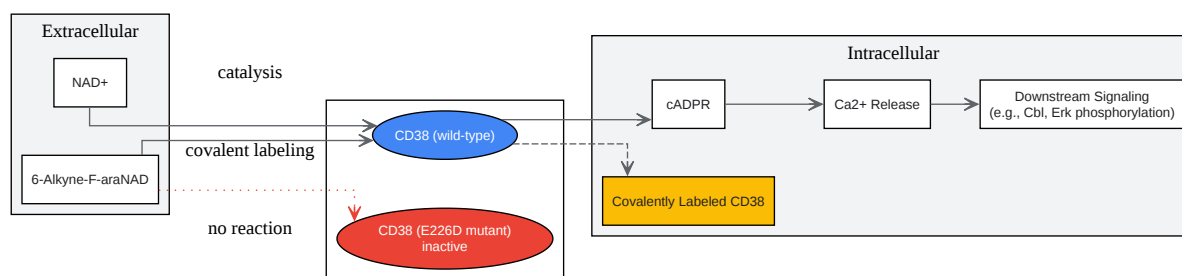 Extracellular
NAD+
6-Alkyne-F-araNAD
catalysis
covalent labeling
no reaction
CD38 (wild-type)
CD38 (E226D mutant)
inactive
Intracellular
cADPR
Ca2+ Release
Downstream Signaling
(e.g., Cbl, Erk phosphorylation)
Covalently Labeled CD38